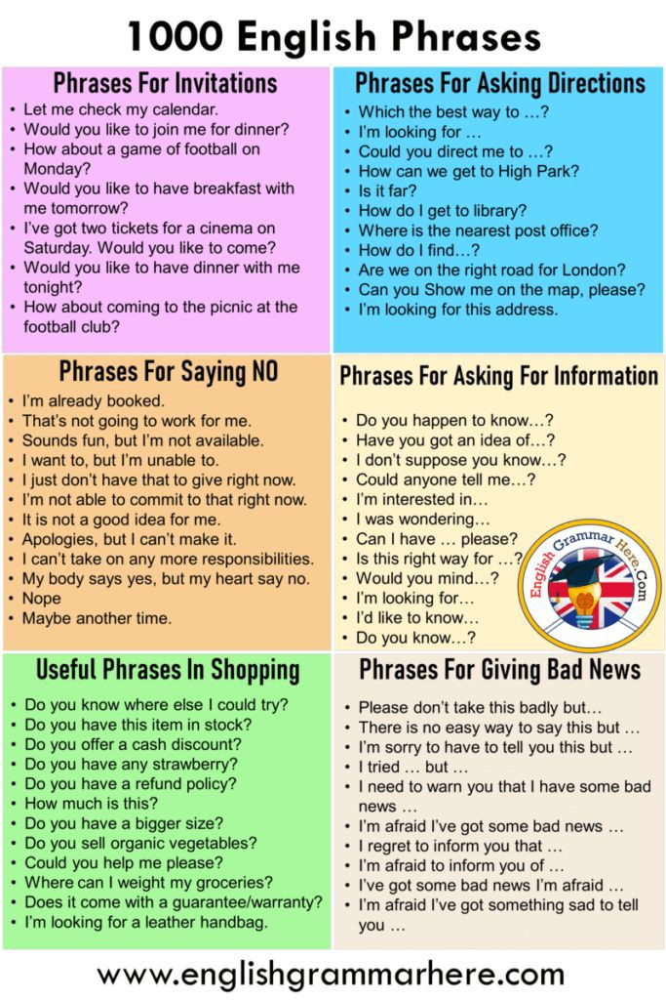 1000 English Phrases
Phrases For Invitations
• Let me check my calendar.
• Would you like to join me for dinner?
• How about a game of football on
Monday?
• Would you like to have breakfast with
me tomorrow?
• I've got two tickets for a cinema on
Saturday. Would you like to come?
• Would you like to have dinner with me
tonight?
• How about coming to the picnic at the
football club?
Phrases For Asking Directions
• Which the best way to …?
• I'm looking for …
• Could you direct me to …?
• How can we get to High Park?
• Is it far?
• How do I get to library?
• Where is the nearest post office?
• How do I find…?
• Are we on the right road for London?
• Can you Show me on the map, please?
• I'm looking for this address.
Phrases For Saying NO
• I'm already booked.
• That's not going to work for me.
• Sounds fun, but I'm not available.
• I want to, but I'm unable to.
• I just don't have that to give right now.
• I'm not able to commit to that right now.
• It is not a good idea for me.
• Apologies, but I can't make it.
• I can't take on any more responsibilities.
• My body says yes, but my heart say no.
• Nope
• Maybe another time.
Phrases For Asking For Information
• Do you happen to know…?
• Have you got an idea of…?
• I don't suppose you know…?
• Could anyone tell me…?
• I'm interested in…
• I was wondering…
• Can I have … please?
• Is this right way for …?
• Would you mind…?
• I'm looking for…
• I'd like to know…
• Do you know…?
English Grammar Here.Com
Useful Phrases In Shopping
• Do you know where else I could try?
• Do you have this item in stock?
• Do you offer a cash discount?
• Do you have any strawberry?
• Do you have a refund policy?
• How much is this?
• Do you have a bigger size?
• Do you sell organic vegetables?
• Could you help me please?
• Where can I weight my groceries?
• Does it come with a guarantee/warranty?
• I'm looking for a leather handbag.
Phrases For Giving Bad News
• Please don't take this badly but…
• There is no easy way to say this but …
• I'm sorry to have to tell you this but …
• I tried … but …
• I need to warn you that I have some bad
news …
• I'm afraid I've got some bad news …
• I regret to inform you that …
• I'm afraid to inform you of …
• I've got some bad news I'm afraid …
• I'm afraid I've got something sad to tell
you …
www.englishgrammarhere.com